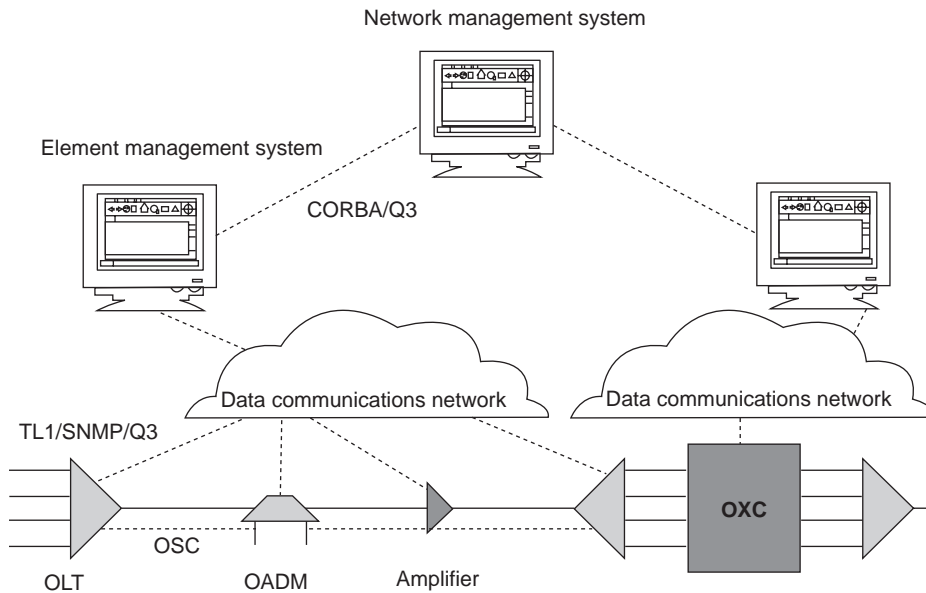 Network management system
Element management system
CORBA/Q3
Data communications network
Data communications network
TL1/SNMP/Q3
OXC
OSC
OLT
OADM
Amplifier